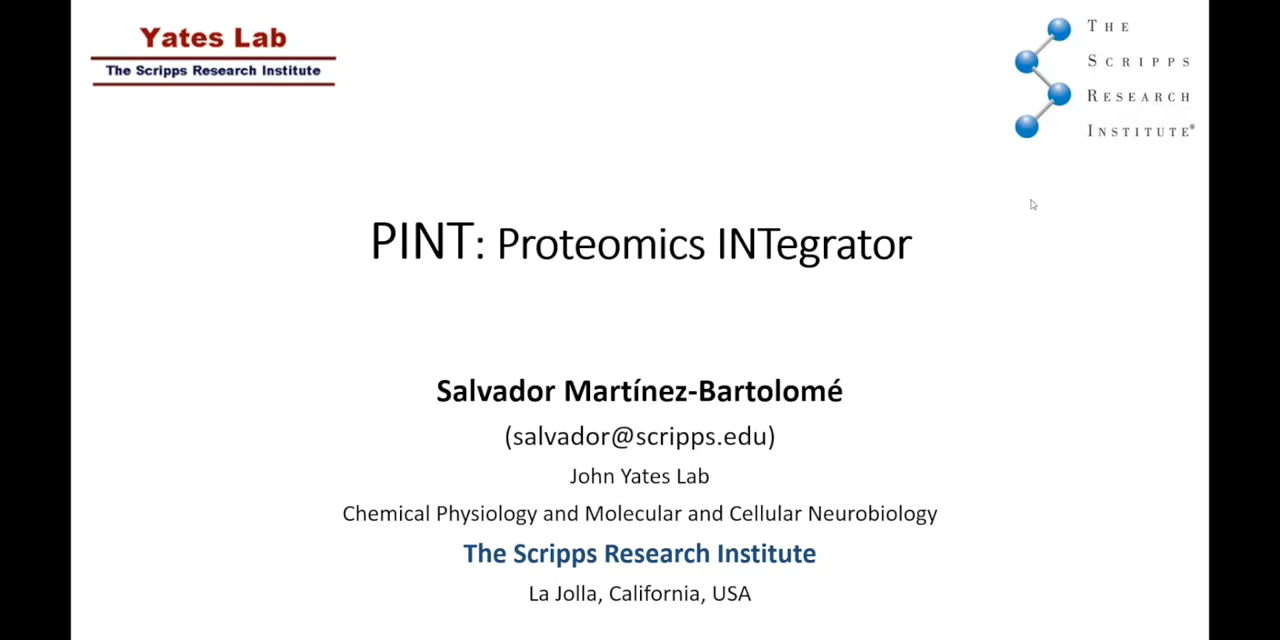 Yates Lab
The Scripps Research Institute
THE
SCRIPPS
RESEARCH
INSTITUTE®
PINT: Proteomics INTegrator
Salvador Martínez-Bartolomé
(salvador@scripps.edu)
John Yates Lab
Chemical Physiology and Molecular and Cellular Neurobiology
The Scripps Research Institute
La Jolla, California, USA